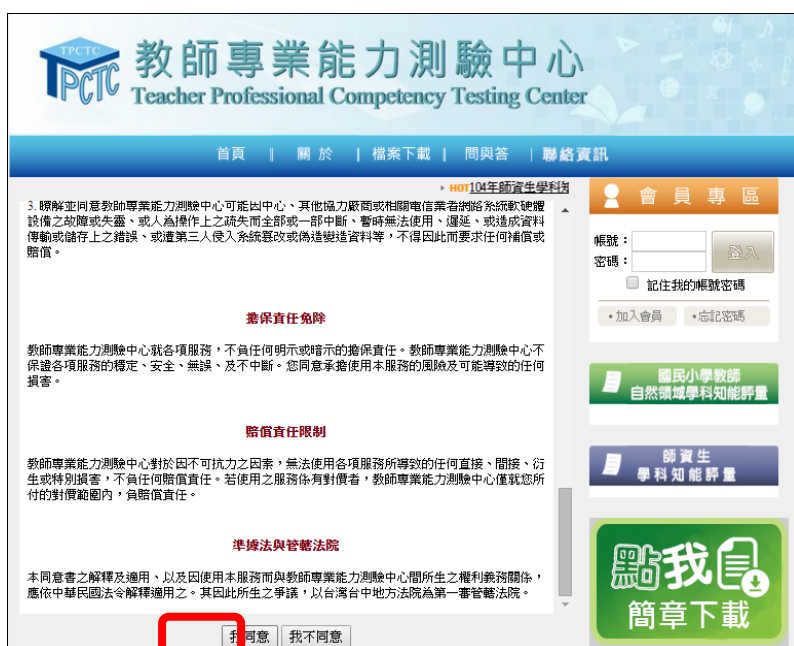 TPCTC
TPCTC
教師專業能力測驗中心
Teacher Professional Competency Testing Center
首頁 || 關於 | 檔案下載 | 問與答 | 聯絡資訊
HOT104年師資生學科知
3. 瞭解並同意教師專業能力測驗中心可能因中心、其他協力廠商或相關電信業者網路系統軟硬體
設備之故障或失靈、或人為操作上之疏失而全部或一部中斷、暫時無法使用、遲延、或造成資料
傳輸或儲存上之錯誤、或遭第三人侵入系統竄改或偽造變造資料等，不得因此而要求任何補償或
賠償。
擔保責任免除
教師專業能力測驗中心就各項服務，不負任何明示或暗示的擔保責任。教師專業能力測驗中心不
保證各項服務的穩定、安全、無誤、及不中斷。您同意承擔使用本服務的風險及可能導致的任何
損害。
賠償責任限制
教師專業能力測驗中心對於因不可抗力之因素，無法使用各項服務所導致的任何直接、間接、衍
生或特別損害，不負任何賠償責任。若使用之服務係有對價者，教師專業能力測驗中心僅就您所
付的對價範圍內，負賠償責任。
準據法與管轄法院
本同意書之解釋及適用、以及因使用本服務而與教師專業能力測驗中心間所生之權利義務關係，
應依中華民國法令解釋適用之。其因此所生之爭議，以台灣台中地方法院為第一審管轄法院。
我同意 我不同意
會員專區
帳號：
密碼：
登入
記住我的帳號密碼
•加入會員 •忘記密碼
國民小學教師
自然領域學科知能評量
師資生
學科知能評量
點我
簡章下載